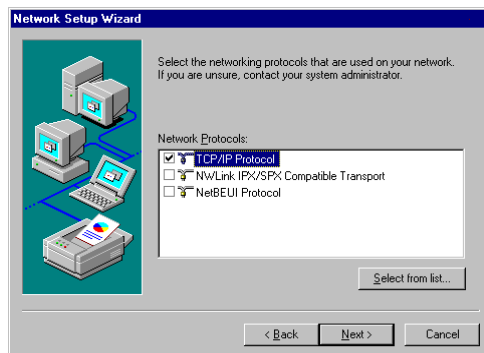 Network Setup Wizard
Select the networking protocols that are used on your network.
If you are unsure, contact your system administrator.
Network Protocols:
TCP/IP Protocol
NWLink IPX/SPX Compatible Transport
NetBEUI Protocol
Select from list...
< Back
Next >
Cancel